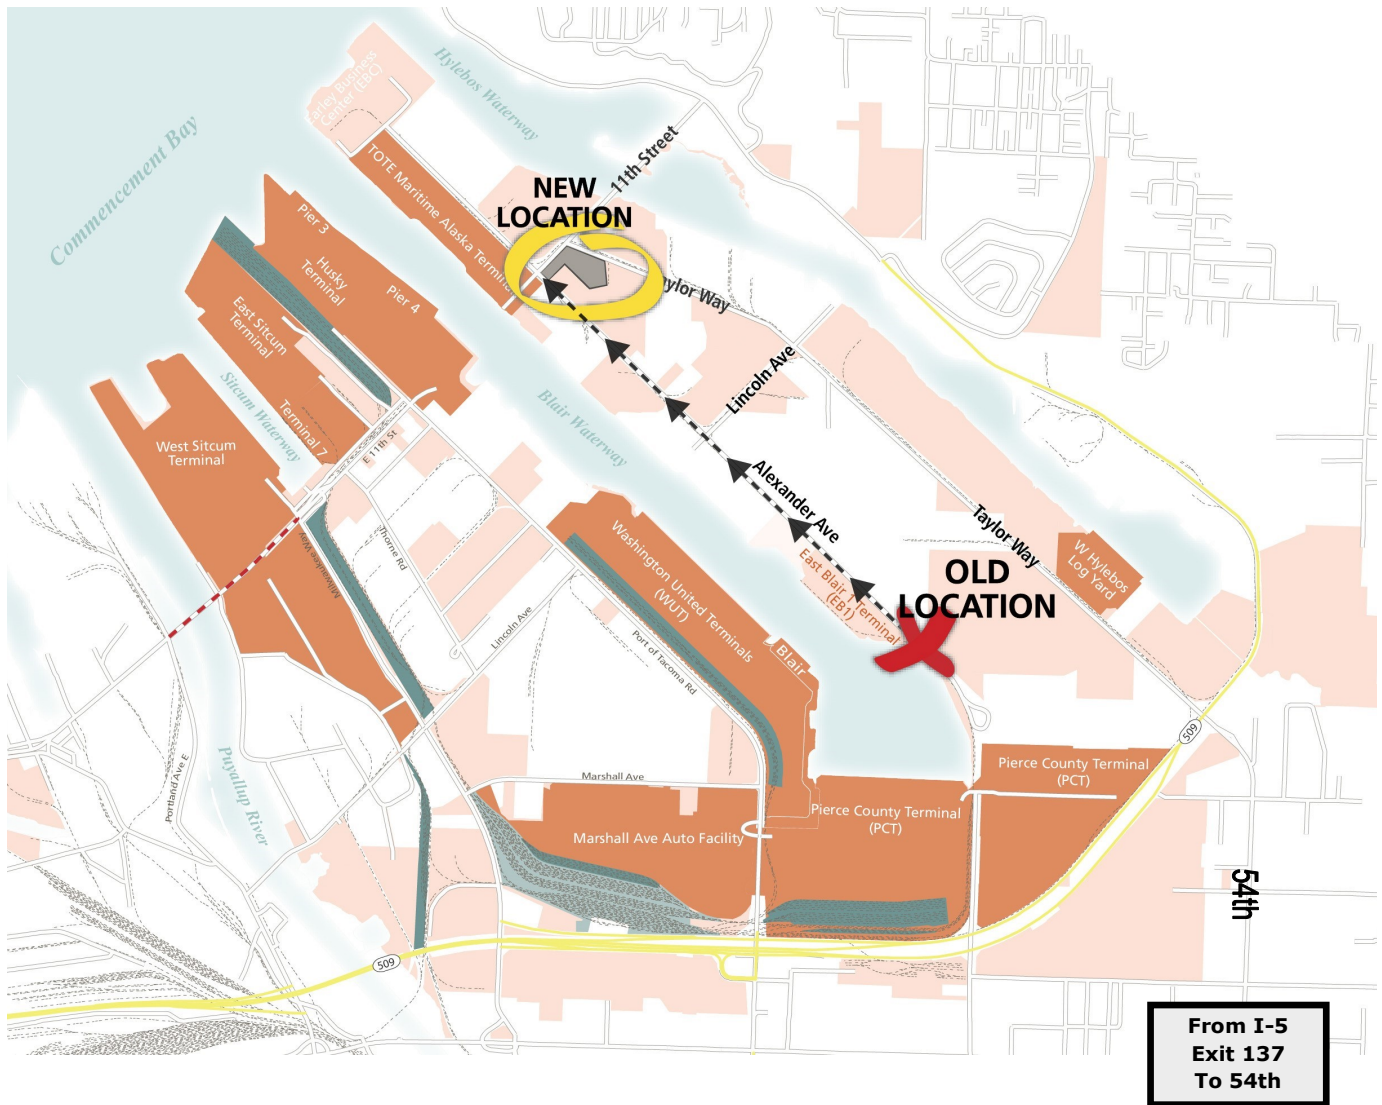 Earley Business
Center (EBC)
Hylebos Waterway
Commencement Bay
11th Street
NEW
LOCATION
TOTE Maritime Alaska Termin
Pier 3
Husky
Terminal
Pier 4
aylor Way
East Sitcum
Terminal
Terminal 7
Sitcum Waterway
West Sitcum
Terminal
E 11th St
Blair Waterway
Lincoln Ave
Alexander Ave
Taylor Way
W Hylebos
Log Yard
OLD
LOCATION
East Blair 1 Terminal
(EB1)
Washington United Terminals
(WUT)
Blair
Thorne Rd
Milwaukee Way
Lincoln Ave
Port of Tacoma Rd
Portland Ave E
Puyallup River
Marshall Ave
Marshall Ave Auto Facility
Pierce County Terminal
(PCT)
Pierce County Terminal
(PCT)
509
509
54th
From I-5
Exit 137
To 54th